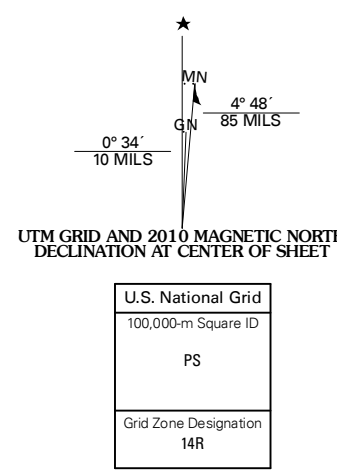 ★
MN
GN
4° 48´
85 MILS
0° 34´
10 MILS
UTM GRID AND 2010 MAGNETIC NORTH
DECLINATION AT CENTER OF SHEET
U.S. National Grid
100,000-m Square ID
PS
Grid Zone Designation
14R